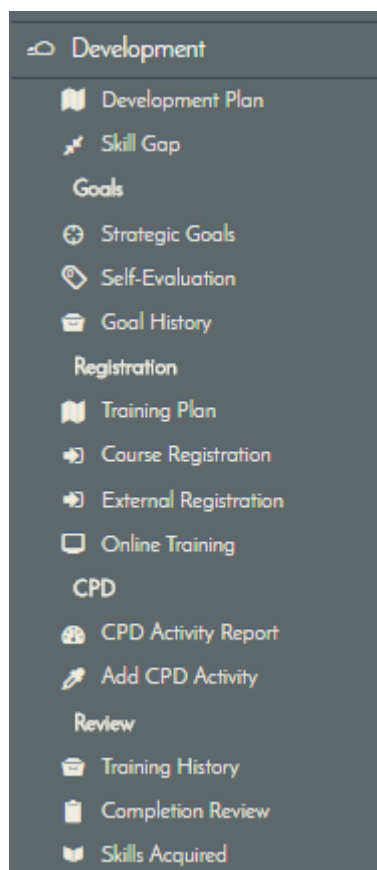 Development
Development Plan
Skill Gap
Goals
Strategic Goals
Self-Evaluation
Goal History
Registration
Training Plan
Course Registration
External Registration
Online Training
CPD
CPD Activity Report
Add CPD Activity
Review
Training History
Completion Review
Skills Acquired